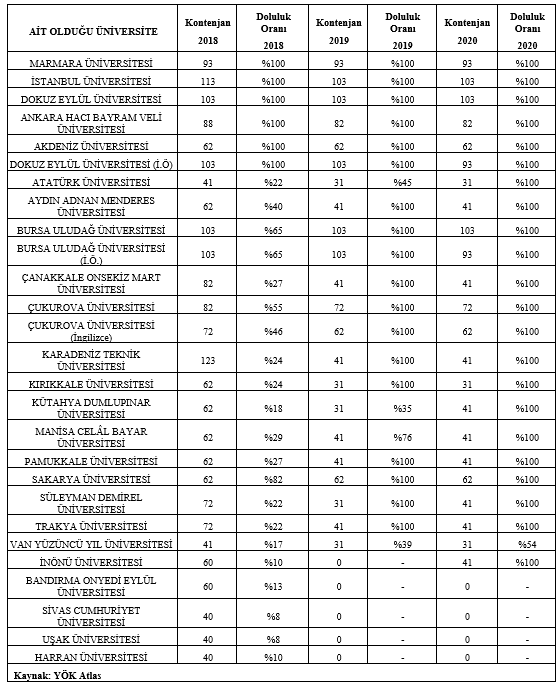 AİT OLDUĞU ÜNİVERSİTE Kontenjan 2018 Doluluk Oranı 2018 Kontenjan 2019 Doluluk Oranı 2019 Kontenjan 2020 Doluluk Oranı 2020
MARMARA ÜNİVERSİTESİ 93 %100 93 %100 93 %100
İSTANBUL ÜNİVERSİTESİ 113 %100 103 %100 103 %100
DOKUZ EYLÜL ÜNİVERSİTESİ 103 %100 103 %100 103 %100
ANKARA HACI BAYRAM VELİ ÜNİVERSİTESİ 88 %100 82 %100 82 %100
AKDENİZ ÜNİVERSİTESİ 62 %100 62 %100 62 %100
DOKUZ EYLÜL ÜNİVERSİTESİ (İ.Ö) 103 %100 103 %100 93 %100
ATATÜRK ÜNİVERSİTESİ 41 %22 31 %45 31 %100
AYDIN ADNAN MENDERES ÜNİVERSİTESİ 62 %40 41 %100 41 %100
BURSA ULUDAĞ ÜNİVERSİTESİ 103 %65 103 %100 103 %100
BURSA ULUDAĞ ÜNİVERSİTESİ (İ.Ö.) 103 %65 103 %100 93 %100
ÇANAKKALE ONSEKİZ MART ÜNİVERSİTESİ 82 %27 41 %100 41 %100
ÇUKUROVA ÜNİVERSİTESİ 82 %55 72 %100 72 %100
ÇUKUROVA ÜNİVERSİTESİ (İngilizce) 72 %46 62 %100 62 %100
KARADENİZ TEKNİK ÜNİVERSİTESİ 123 %24 41 %100 41 %100
KIRIKKALE ÜNİVERSİTESİ 62 %24 31 %100 31 %100
KÜTAHYA DUMLUPINAR ÜNİVERSİTESİ 62 %18 31 %35 41 %100
MANİSA CELÂL BAYAR ÜNİVERSİTESİ 62 %29 41 %76 41 %100
PAMUKKALE ÜNİVERSİTESİ 62 %27 41 %100 41 %100
SAKARYA ÜNİVERSİTESİ 62 %82 62 %100 62 %100
SÜLEYMAN DEMİREL ÜNİVERSİTESİ 72 %22 31 %100 41 %100
TRAKYA ÜNİVERSİTESİ 72 %22 41 %100 41 %100
VAN YÜZÜNCÜ YIL ÜNİVERSİTESİ 41 %17 31 %39 31 %54
İNÖNÜ ÜNİVERSİTESİ 60 %10 0 - 41 %100
BANDIRMA ONYEDİ EYLÜL ÜNİVERSİTESİ 60 %13 0 - 0 -
SİVAS CUMHURİYET ÜNİVERSİTESİ 40 %8 0 - 0 -
UŞAK ÜNİVERSİTESİ 40 %8 0 - 0 -
HARRAN ÜNİVERSİTESİ 40 %10 0 - 0 -
Kaynak: YÖK Atlas